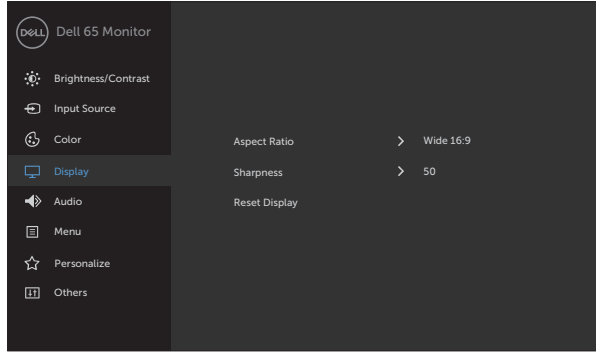 DELL Dell 65 Monitor
Brightness/Contrast
Input Source
Color
Display
Audio
Menu
Personalize
Others
Aspect Ratio > Wide 16:9
Sharpness > 50
Reset Display